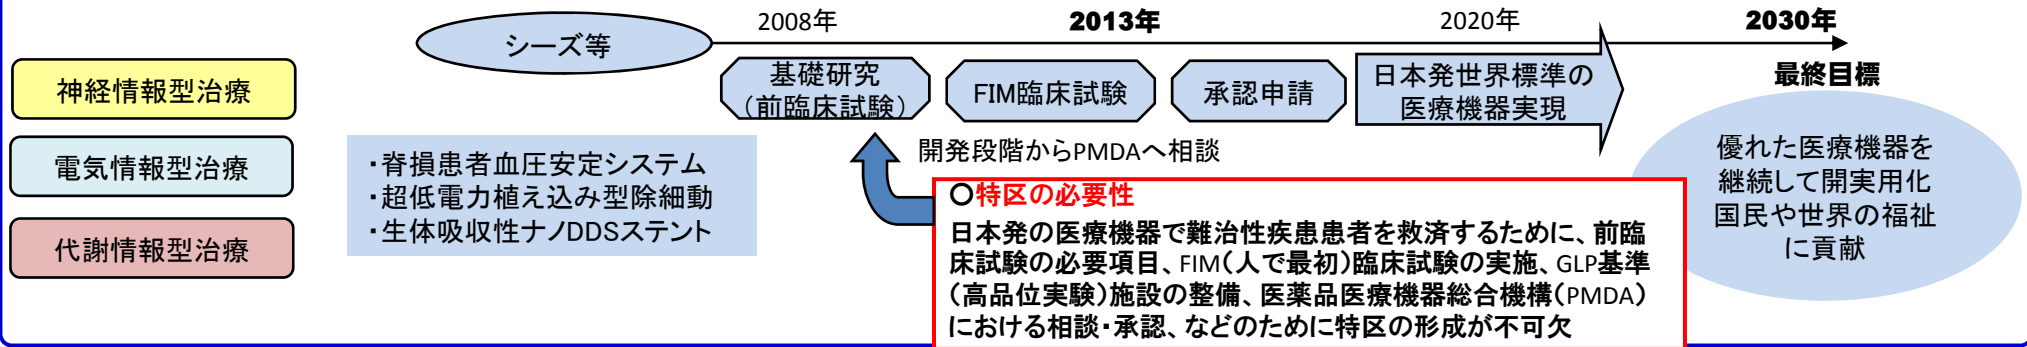 2008年
2013年
2020年
2030年
シーズ等
神経情報型治療
電気情報型治療
代謝情報型治療
基礎研究
（前臨床試験）
FIM臨床試験
承認申請
日本発世界標準の
医療機器実現
最終目標
・脊損患者血圧安定システム
・超低電力植え込み型除細動
・生体吸収性ナノDDSステント
開発段階からPMDAへ相談
優れた医療機器を
継続して開実用化
国民や世界の福祉
に貢献
○特区の必要性
日本発の医療機器で難治性疾患患者を救済するために、前臨
床試験の必要項目、FIM（人で最初）臨床試験の実施、GLP基準
（高品位実験）施設の整備、医薬品医療機器総合機構（PMDA）
における相談・承認、などのために特区の形成が不可欠